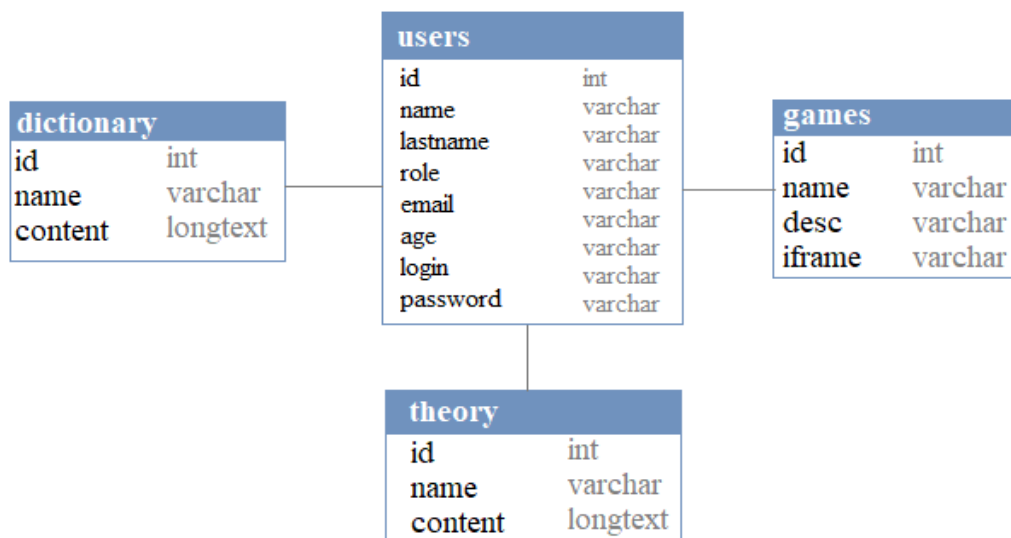 users
id int
name varchar
lastname varchar
role varchar
email varchar
age varchar
login varchar
password varchar
varchar
dictionary
id int
name varchar
content longtext
games
id int
name varchar
desc varchar
iframe varchar
theory
id int
name varchar
content longtext